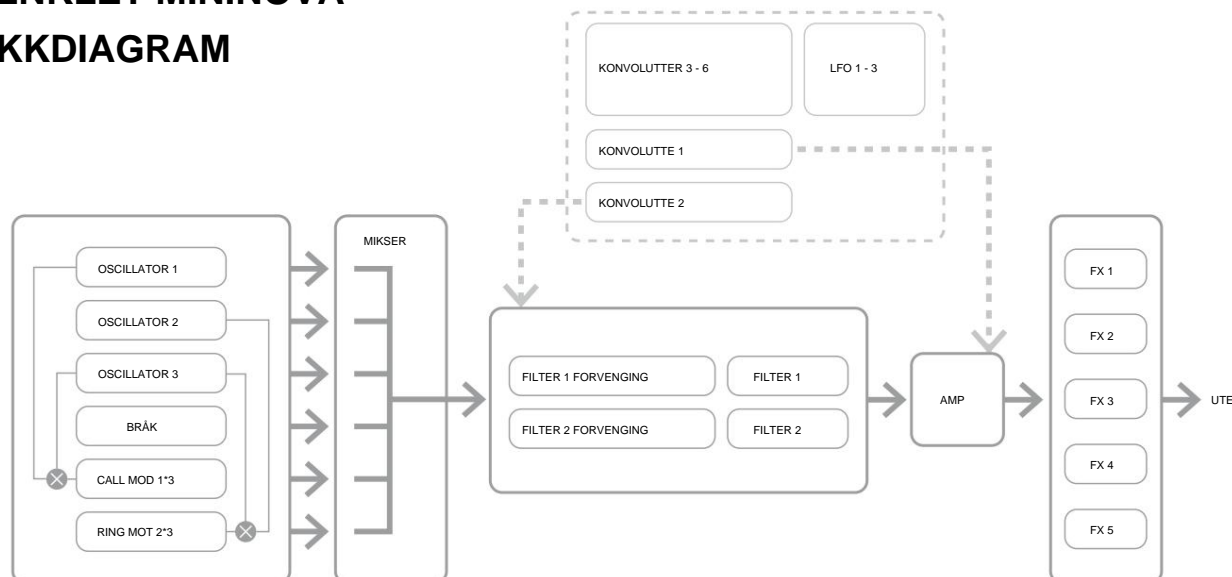 ENKLET MININOVA
KKDIAGRAM
KONVOLUTTER 3 - 6
LFO 1 - 3
KONVOLUTTE 1
KONVOLUTTE 2
MIKSER
OSCILLATOR 1
OSCILLATOR 2
OSCILLATOR 3
BRÅK
CALL MOD 1*3
RING MOT 2*3
FILTER 1 FORVENGING
FILTER 1
FILTER 2 FORVENGING
FILTER 2
AMP
FX 1
FX 2
FX 3
FX 4
FX 5
UTE